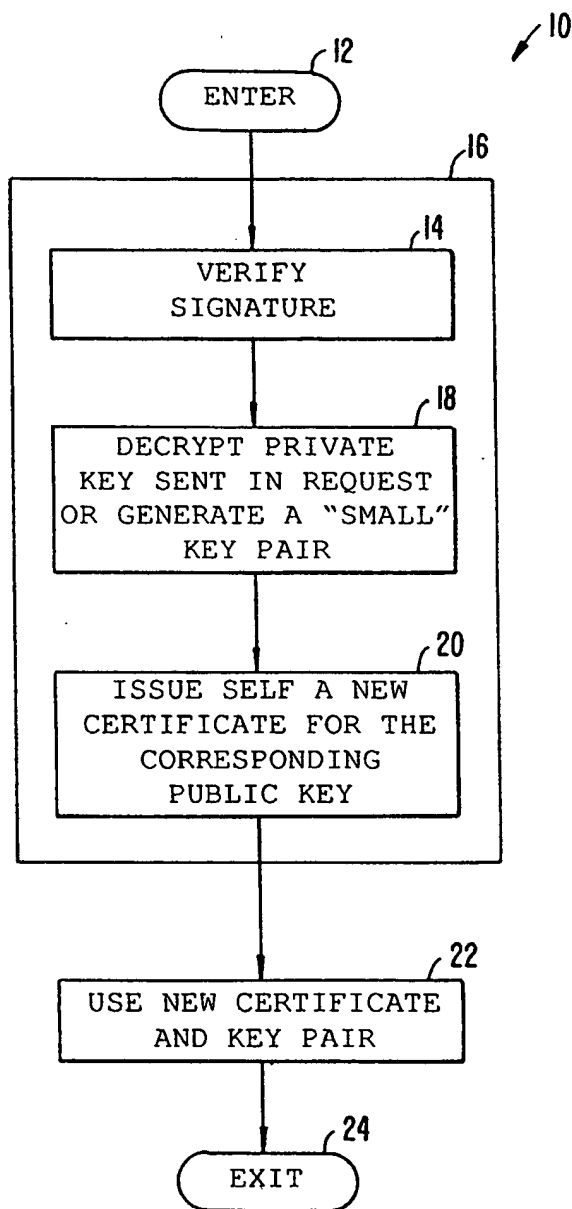 10
12
ENTER
16
14
VERIFY
SIGNATURE
18
DECRYPT PRIVATE
KEY SENT IN REQUEST
OR GENERATE A “SMALL”
KEY PAIR
20
ISSUE SELF A NEW
CERTIFICATE FOR THE
CORRESPONDING
PUBLIC KEY
22
USE NEW CERTIFICATE
AND KEY PAIR
24
EXIT